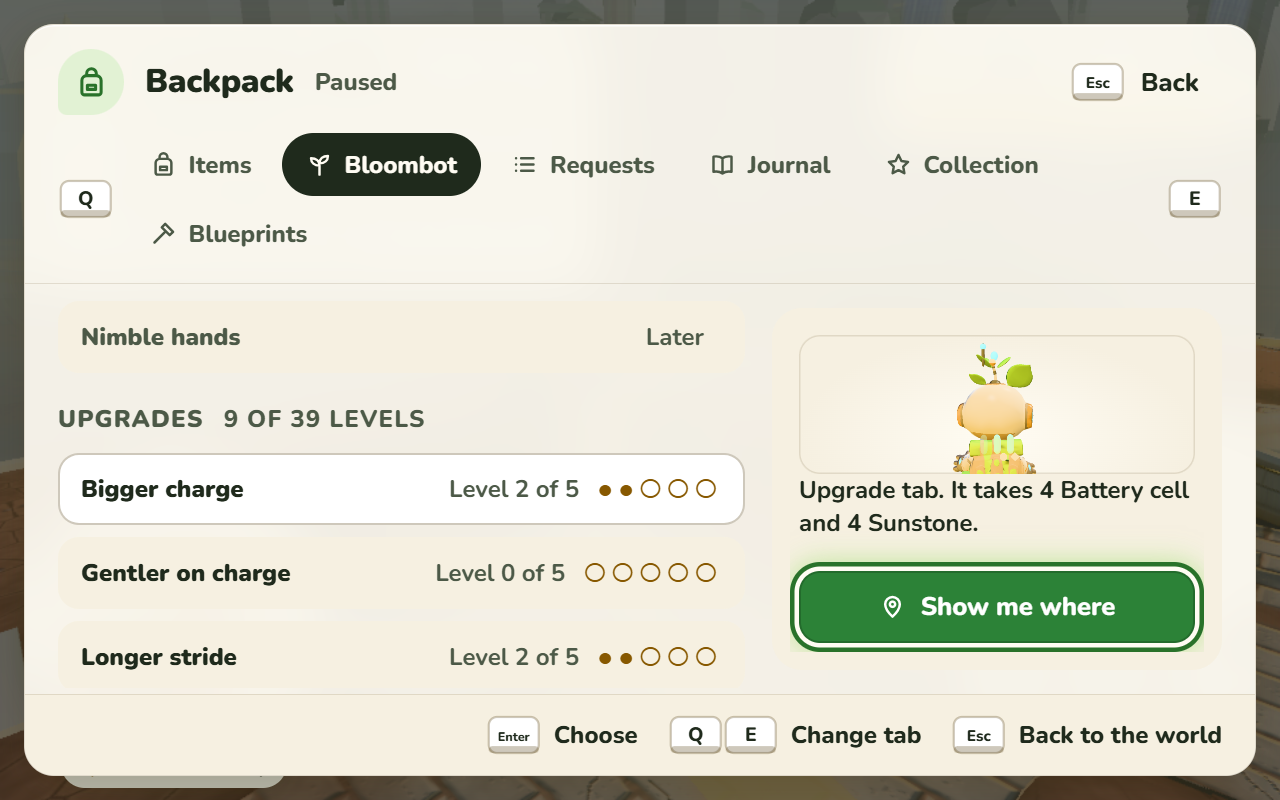 Backpack Paused
Esc Back
Items
Bloombot
Requests
Journal
Collection
Q
E
Blueprints
Nimble hands Later
UPGRADES 9 OF 39 LEVELS
Bigger charge Level 2 of 5
Gentler on charge Level 0 of 5
Longer stride Level 2 of 5
Upgrade tab. It takes 4 Battery cell
and 4 Sunstone.
Show me where
Enter Choose Q E Change tab Esc Back to the world